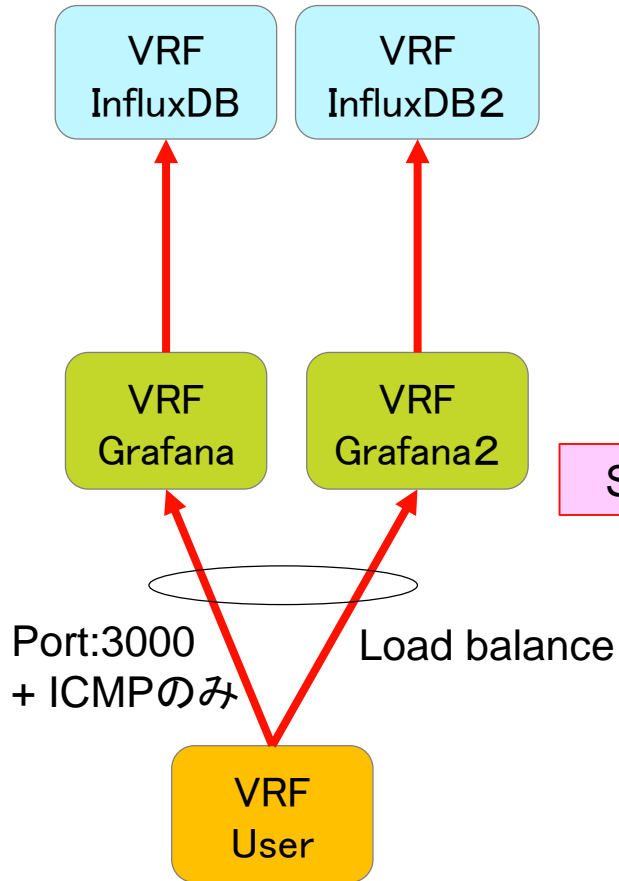 VRF
InfluxDB
VRF
InfluxDB2
VRF
Grafana
VRF
Grafana2
S
Port:3000
+ ICMPのみ
Load balance
VRF
User